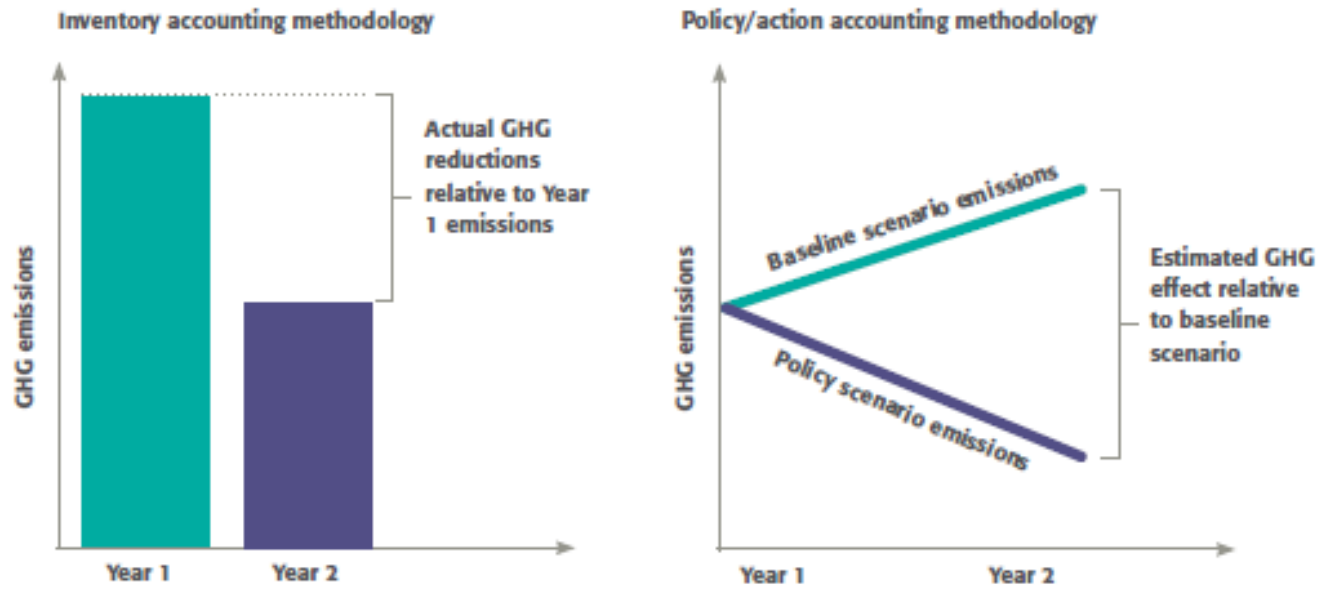 Inventory accounting methodology
Actual GHG
reductions
relative to Year
1 emissions
GHG emissions
Year 1
Year 2
Policy/action accounting methodology
Baseline scenario emissions
Policy scenario emissions
Estimated GHG
effect relative
to baseline
scenario
GHG emissions
Year 1
Year 2